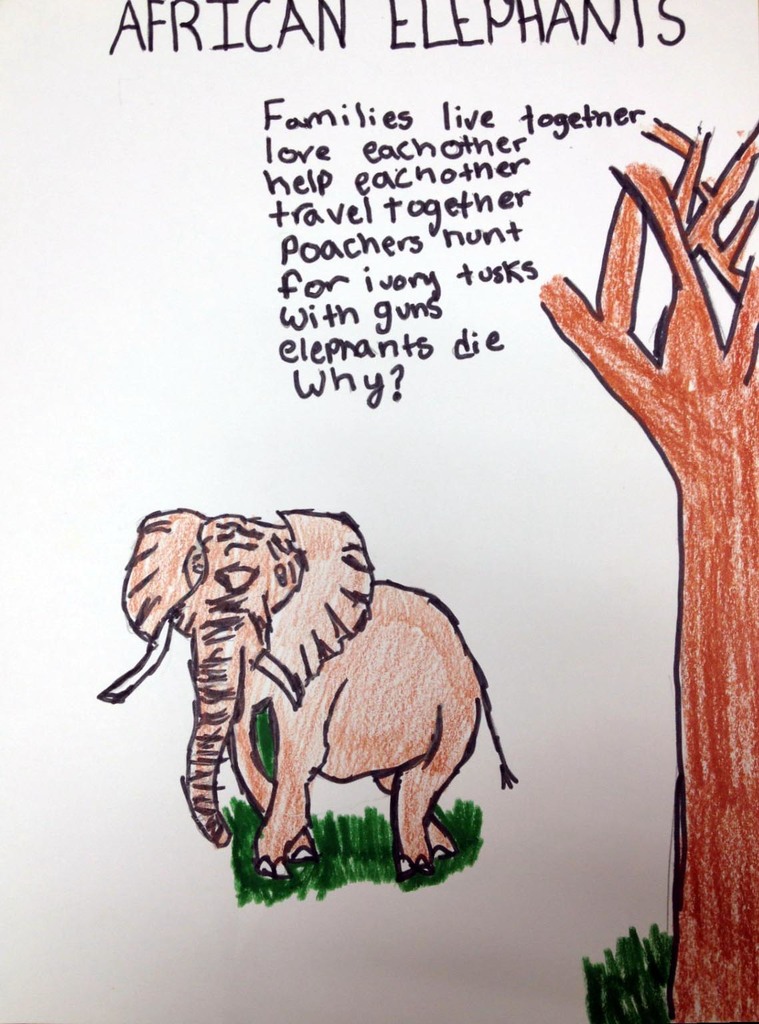 AFRICAN ELEPHANTS
Families live together
love eachother
help eachother
travel together
Poachers hunt
for ivory tusks
with guns
elephants die
Why?